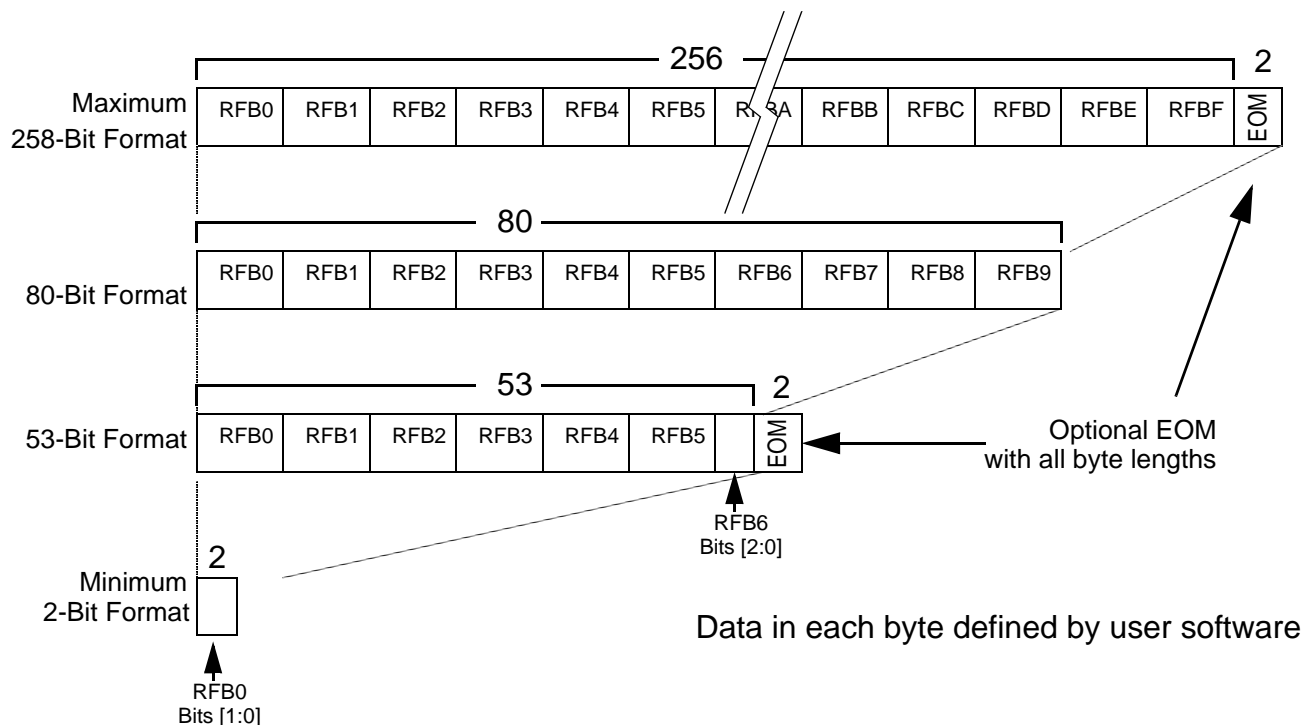 256
2
Maximum
258-Bit Format
RFB0 RFB1 RFB2 RFB3 RFB4 RFB5 RFBA RFBB RFBC RFBD RFBE RFBF EOM
80
80-Bit Format
RFB0 RFB1 RFB2 RFB3 RFB4 RFB5 RFB6 RFB7 RFB8 RFB9
53
2
53-Bit Format
RFB0 RFB1 RFB2 RFB3 RFB4 RFB5 EOM
Optional EOM
with all byte lengths
RFB6
Bits [2:0]
2
Minimum
2-Bit Format
RFB0
Bits [1:0]
Data in each byte defined by user software